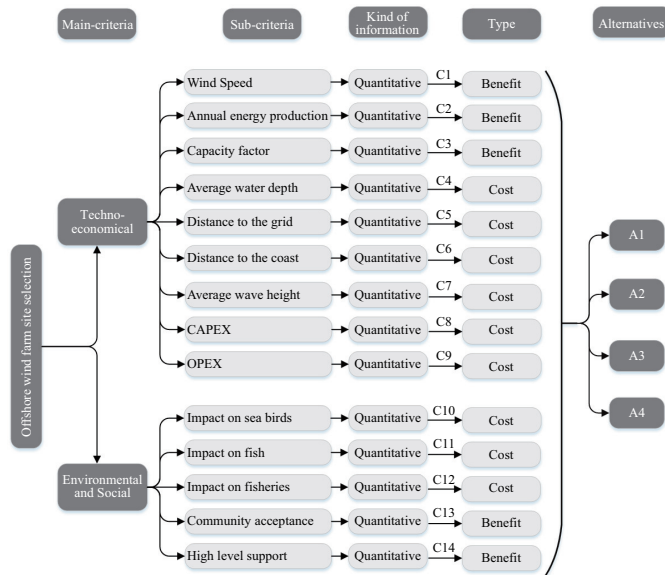 Main-criteria Sub-criteria Kind of information Type Alternatives
Offshore wind farm site selection
Techno-economical
Wind Speed Quantitative C1 Benefit
Annual energy production Quantitative C2 Benefit
Capacity factor Quantitative C3 Benefit
Average water depth Quantitative C4 Cost
Distance to the grid Quantitative C5 Cost
Distance to the coast Quantitative C6 Cost
Average wave height Quantitative C7 Cost
CAPEX Quantitative C8 Cost
OPEX Quantitative C9 Cost
Environmental and Social
Impact on sea birds Quantitative C10 Cost
Impact on fish Quantitative C11 Cost
Impact on fisheries Quantitative C12 Cost
Community acceptance Quantitative C13 Benefit
High level support Quantitative C14 Benefit
A1
A2
A3
A4